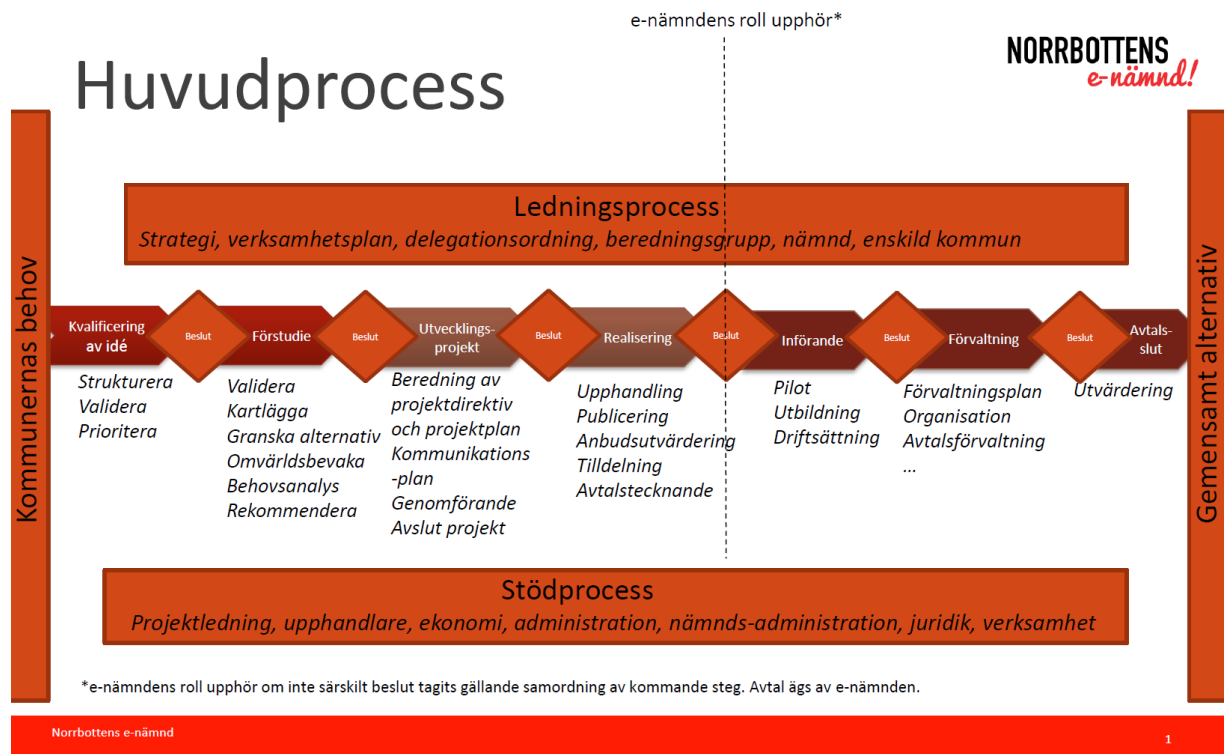 e-nämndens roll upphör*
NORRBOTTENS
e-nämnd!
Huvudprocess
Kommunernas behov
Ledningsprocess
Strategi, verksamhetsplan, delegationsordning, beredningsgrupp, nämnd, enskild kommun
Kvalificering
av idé
Beslut
Förstudie
Beslut
Utvecklings-
projekt
Beslut
Realisering
Beslut
Införande
Beslut
Förvaltning
Beslut
Avtals-
slut
Strukturera
Validera
Prioritera
Validera
Kartlägga
Granska alternativ
Omvärldsbevaka
Behovsanalys
Rekommendera
Beredning av
projektdirektiv
och projektplan
Kommunikations
-plan
Genomförande
Avslut projekt
Upphandling
Publicering
Anbudsutvärdering
Tilldelning
Avtalstecknande
Pilot
Utbildning
Driftsättning
Förvaltningsplan
Organisation
Avtalsförvaltning
...
Utvärdering
Gemensamt alternativ
Stödprocess
Projektledning, upphandlare, ekonomi, administration, nämnds-administration, juridik, verksamhet
*e-nämndens roll upphör om inte särskilt beslut tagits gällande samordning av kommande steg. Avtal ägs av e-nämnden.
Norrbottens e-nämnd
1